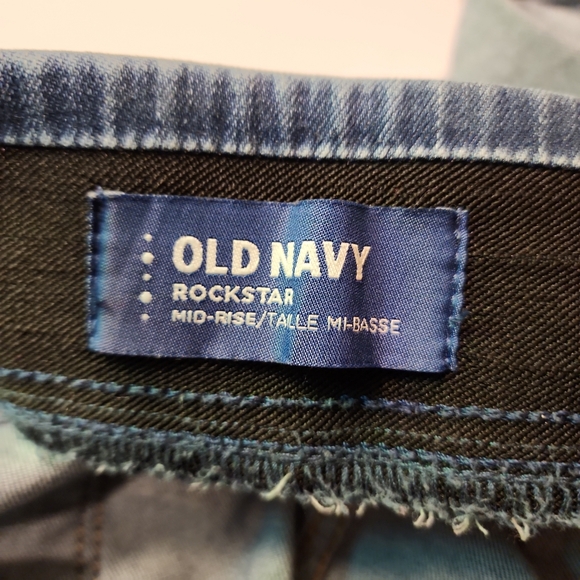 OLD NAVY
ROCKSTAR
MID-RISE/TALLE MI-BASSE